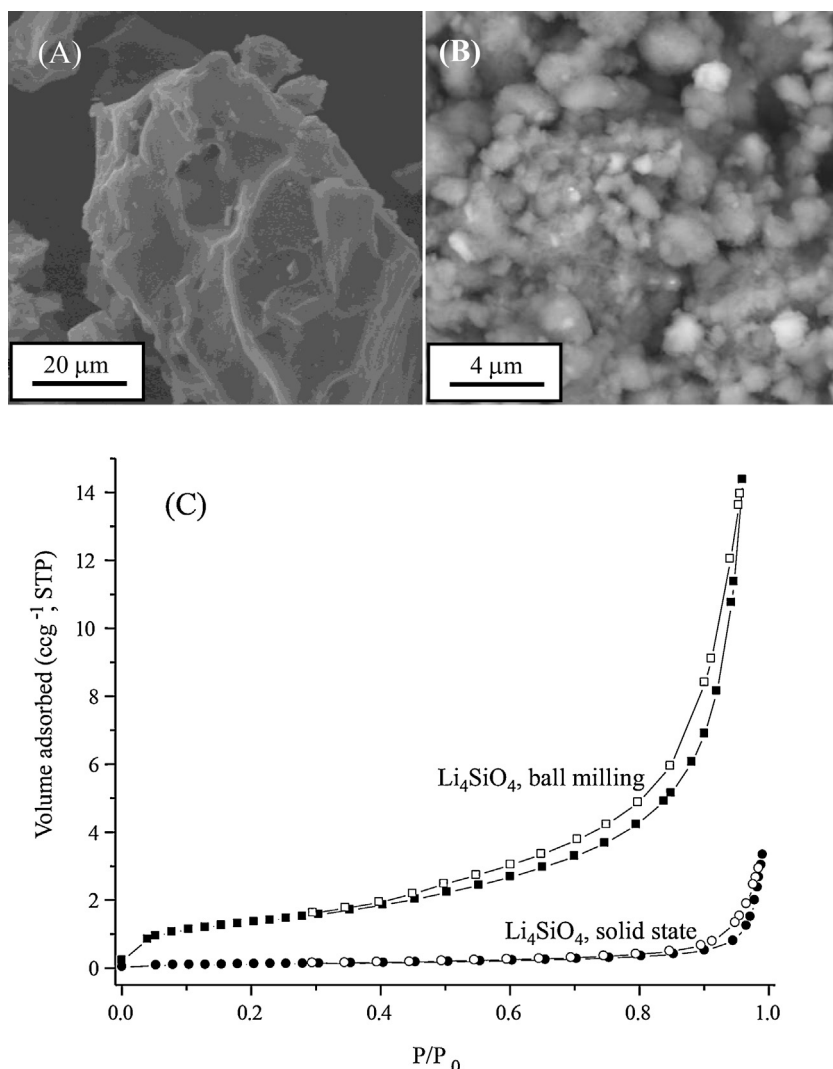 (A)
(B)
20 μm
4 μm
(C)
Volume adsorbed (ccg⁻¹, STP)
14
12
10
8
6
4
2
0
Li₄SiO₄, ball milling
Li₄SiO₄, solid state
0.0 0.2 0.4 0.6 0.8 1.0
P/P₀